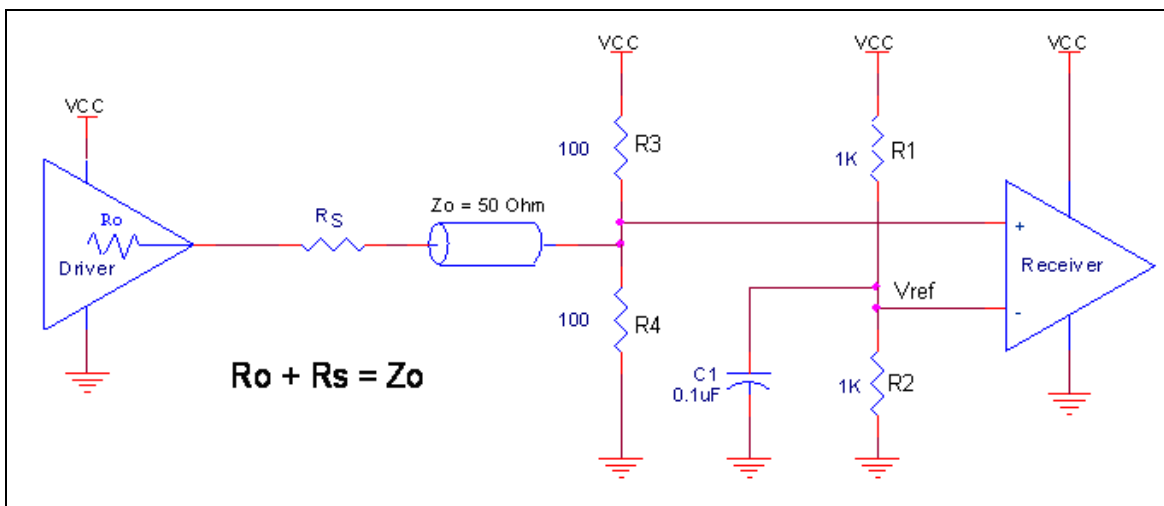 VCC
VCC
VCC
VCC
100
R3
1K
R1
Ro
Driver
RS
Zo = 50 Ohm
+
Receiver
Vref
-
100
R4
C1
0.1uF
1K
R2
Ro + Rs = Zo